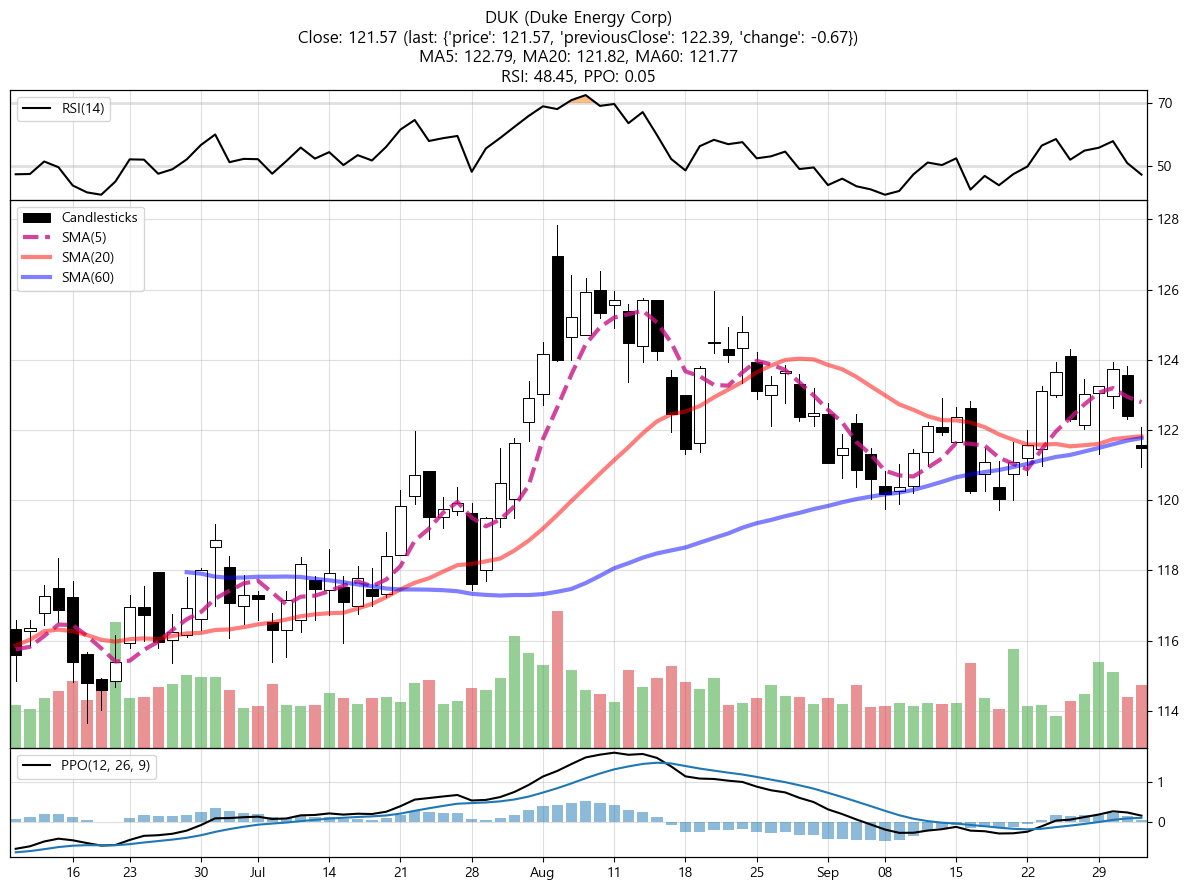 DUK (Duke Energy Corp)
Close: 121.57 (last: {'price': 121.57, 'previousClose': 122.39, 'change': -0.67})
MA5: 122.79, MA20: 121.82, MA60: 121.77
RSI: 48.45, PPO: 0.05
RSI(14)
70
50
Candlesticks
SMA(5)
SMA(20)
SMA(60)
128
126
124
122
120
118
116
114
PPO(12, 26, 9)
1
0
16 23 30 Jul 14 21 28 Aug 11 18 25 Sep 08 15 22 29